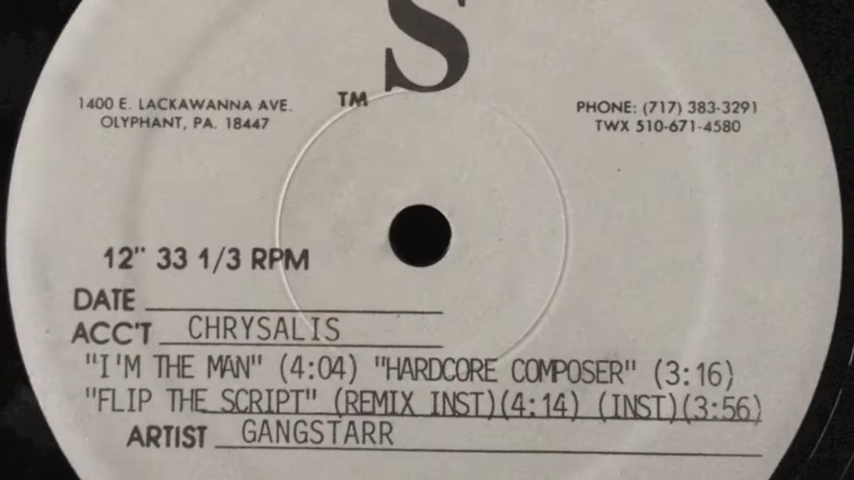 S
TM
1400 E. LACKAWANNA AVE.
OLYPHANT, PA. 18447
PHONE: (717) 383-3291
TWX 510-671-4580
12" 33 1/3 RPM
DATE
ACC'T CHRYSALIS
"I'M THE MAN" (4:04) "HARDCORE COMPOSER" (3:16)
"FLIP THE SCRIPT" (REMIX INST)(4:14) (INST)(3:56)
ARTIST GANGSTARR